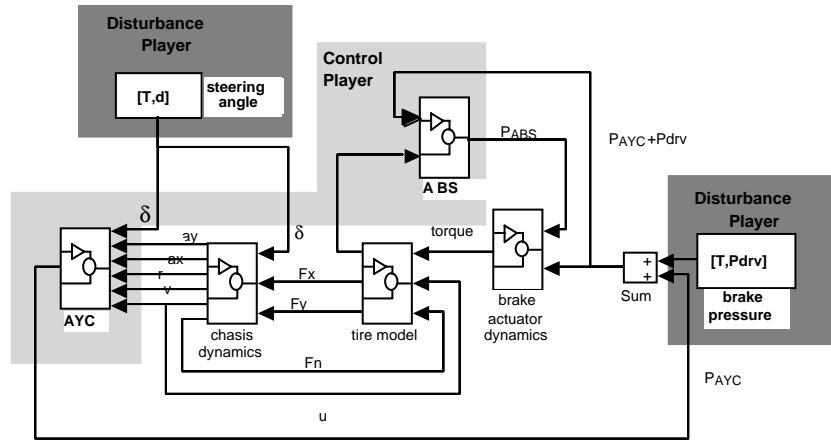 Disturbance
Player
[T,d]
steering
angle
Control
Player
PABS
PAYC+Pdrv
A BS
Disturbance
Player
[T,Pdrv]
brake
pressure
δ
δ
ay
ax
r
v
AYC
torque
Fx
Fy
Fn
chasis
dynamics
tire model
brake
actuator
dynamics
+
+
Sum
PAYC
u